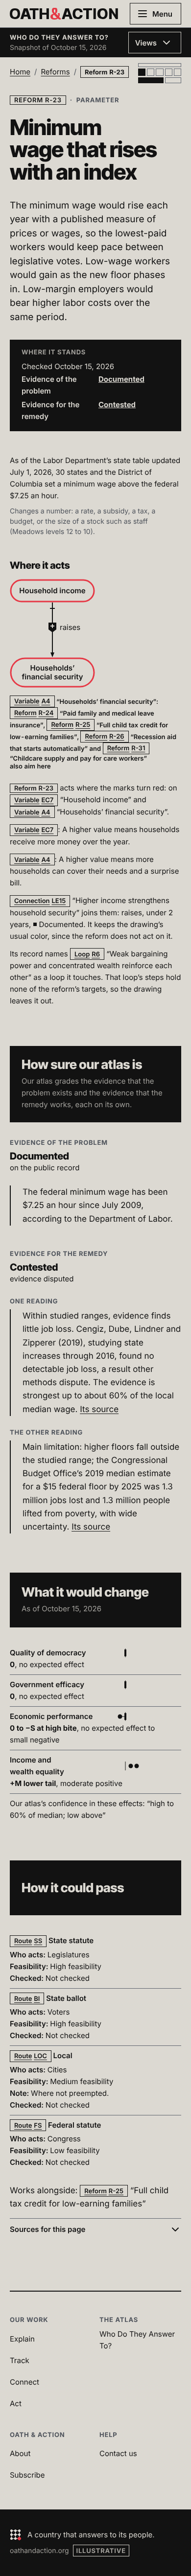 OATH&ACTION
Menu
WHO DO THEY ANSWER TO?
Snapshot of October 15, 2026
Views
Home / Reforms / Reform R-23
REFORM R-23 · PARAMETER
Minimum
wage that rises
with an index
The minimum wage would rise each
year with a published measure of
prices or wages, so the lowest-paid
workers would keep pace between
legislative votes. Low-wage workers
would gain as the new floor phases
in. Low-margin employers would
bear higher labor costs over the
same period.
WHERE IT STANDS
Checked October 15, 2026
Evidence of the problem
Documented
Evidence for the remedy
Contested
As of the Labor Department's state table updated
July 1, 2026, 30 states and the District of
Columbia set a minimum wage above the federal
$7.25 an hour.
Changes a number: a rate, a subsidy, a tax, a
budget, or the size of a stock such as staff
(Meadows levels 12 to 10).
Where it acts
Household income
raises
Households'
financial security
Variable A4 “Households’ financial security”:
Reform R-24 “Paid family and medical leave
insurance”, Reform R-25 “Full child tax credit for
low-earning families”, Reform R-26 “Recession aid
that starts automatically” and Reform R-31
“Childcare supply and pay for care workers”
also aim here
Reform R-23 acts where the marks turn red: on
Variable EC7 “Household income” and
Variable A4 “Households’ financial security”.
Variable EC7: A higher value means households
receive more money over the year.
Variable A4: A higher value means more
households can cover their needs and a surprise
bill.
Connection LE15 “Higher income strengthens
household security” joins them: raises, under 2
years, ■ Documented. It keeps the drawing’s
usual color, since the reform does not act on it.
Its record names Loop R6 “Weak bargaining
power and concentrated wealth reinforce each
other” as a loop it touches. That loop’s steps hold
none of the reform’s targets, so the drawing
leaves it out.
How sure our atlas is
Our atlas grades the evidence that the
problem exists and the evidence that the
remedy works, each on its own.
EVIDENCE OF THE PROBLEM
Documented
on the public record
The federal minimum wage has been
$7.25 an hour since July 2009,
according to the Department of Labor.
EVIDENCE FOR THE REMEDY
Contested
evidence disputed
ONE READING
Within studied ranges, evidence finds
little job loss. Cengiz, Dube, Lindner and
Zipperer (2019), studying state
increases through 2016, found no
detectable job loss, a result other
methods dispute. The evidence is
strongest up to about 60% of the local
median wage. Its source
THE OTHER READING
Main limitation: higher floors fall outside
the studied range; the Congressional
Budget Office’s 2019 median estimate
for a $15 federal floor by 2025 was 1.3
million jobs lost and 1.3 million people
lifted from poverty, with wide
uncertainty. Its source
What it would change
As of October 15, 2026
Quality of democracy
0, no expected effect
Government efficacy
0, no expected effect
Economic performance
0 to −S at high bite, no expected effect to
small negative
Income and
wealth equality
+M lower tail, moderate positive
Our atlas’s confidence in these effects: “high to
60% of median; low above”
How it could pass
Route SS State statute
Who acts: Legislatures
Feasibility: High feasibility
Checked: Not checked
Route BI State ballot
Who acts: Voters
Feasibility: High feasibility
Checked: Not checked
Route LOC Local
Who acts: Cities
Feasibility: Medium feasibility
Note: Where not preempted.
Checked: Not checked
Route FS Federal statute
Who acts: Congress
Feasibility: Low feasibility
Checked: Not checked
Works alongside: Reform R-25 “Full child
tax credit for low-earning families”
Sources for this page
OUR WORK
Explain
Track
Connect
Act
THE ATLAS
Who Do They Answer
To?
OATH & ACTION
About
Subscribe
HELP
Contact us
A country that answers to its people.
oathandaction.org ILLUSTRATIVE